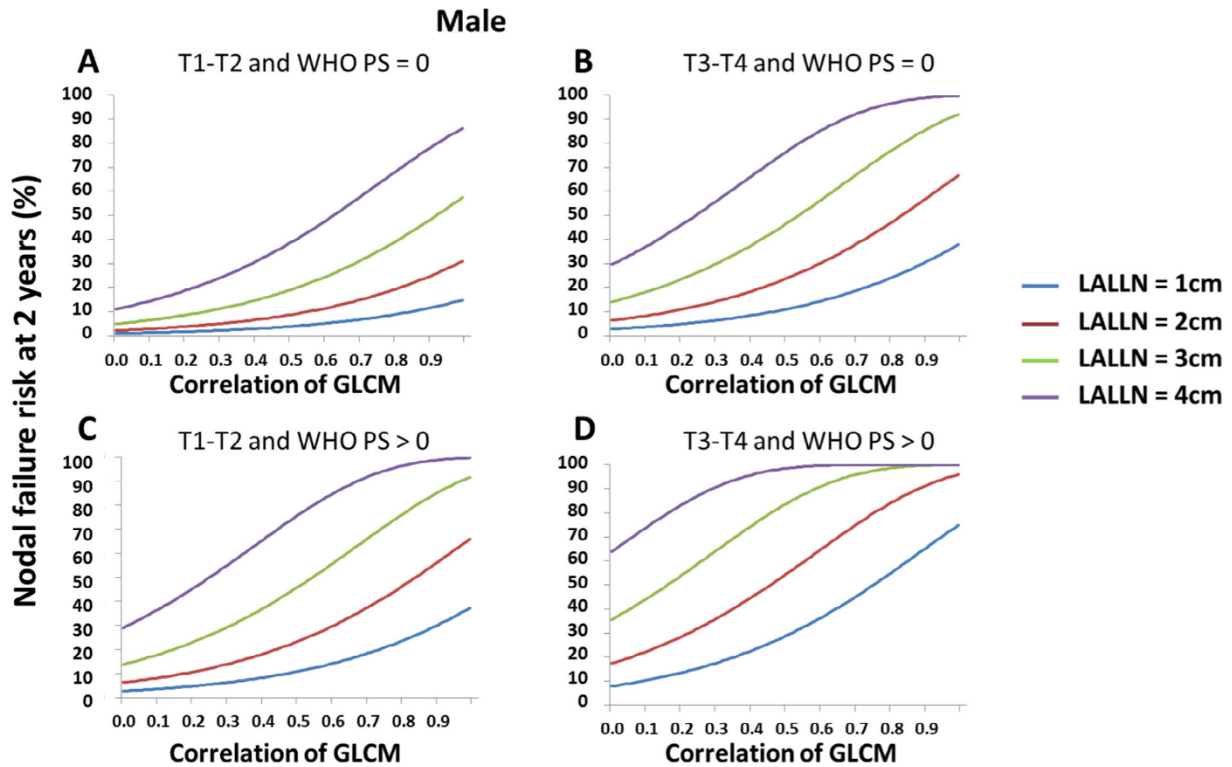 Male
A
T1-T2 and WHO PS = 0
100
90
80
70
60
50
40
30
20
10
0
0.0 0.1 0.2 0.3 0.4 0.5 0.6 0.7 0.8 0.9
Correlation of GLCM
B
T3-T4 and WHO PS = 0
100
90
80
70
60
50
40
30
20
10
0
0.0 0.1 0.2 0.3 0.4 0.5 0.6 0.7 0.8 0.9
Correlation of GLCM
Nodal failure risk at 2 years (%)
LALLN = 1cm
LALLN = 2cm
LALLN = 3cm
LALLN = 4cm
C
T1-T2 and WHO PS > 0
100
90
80
70
60
50
40
30
20
10
0
0.0 0.1 0.2 0.3 0.4 0.5 0.6 0.7 0.8 0.9
Correlation of GLCM
D
T3-T4 and WHO PS > 0
100
90
80
70
60
50
40
30
20
10
0
0.0 0.1 0.2 0.3 0.4 0.5 0.6 0.7 0.8 0.9
Correlation of GLCM